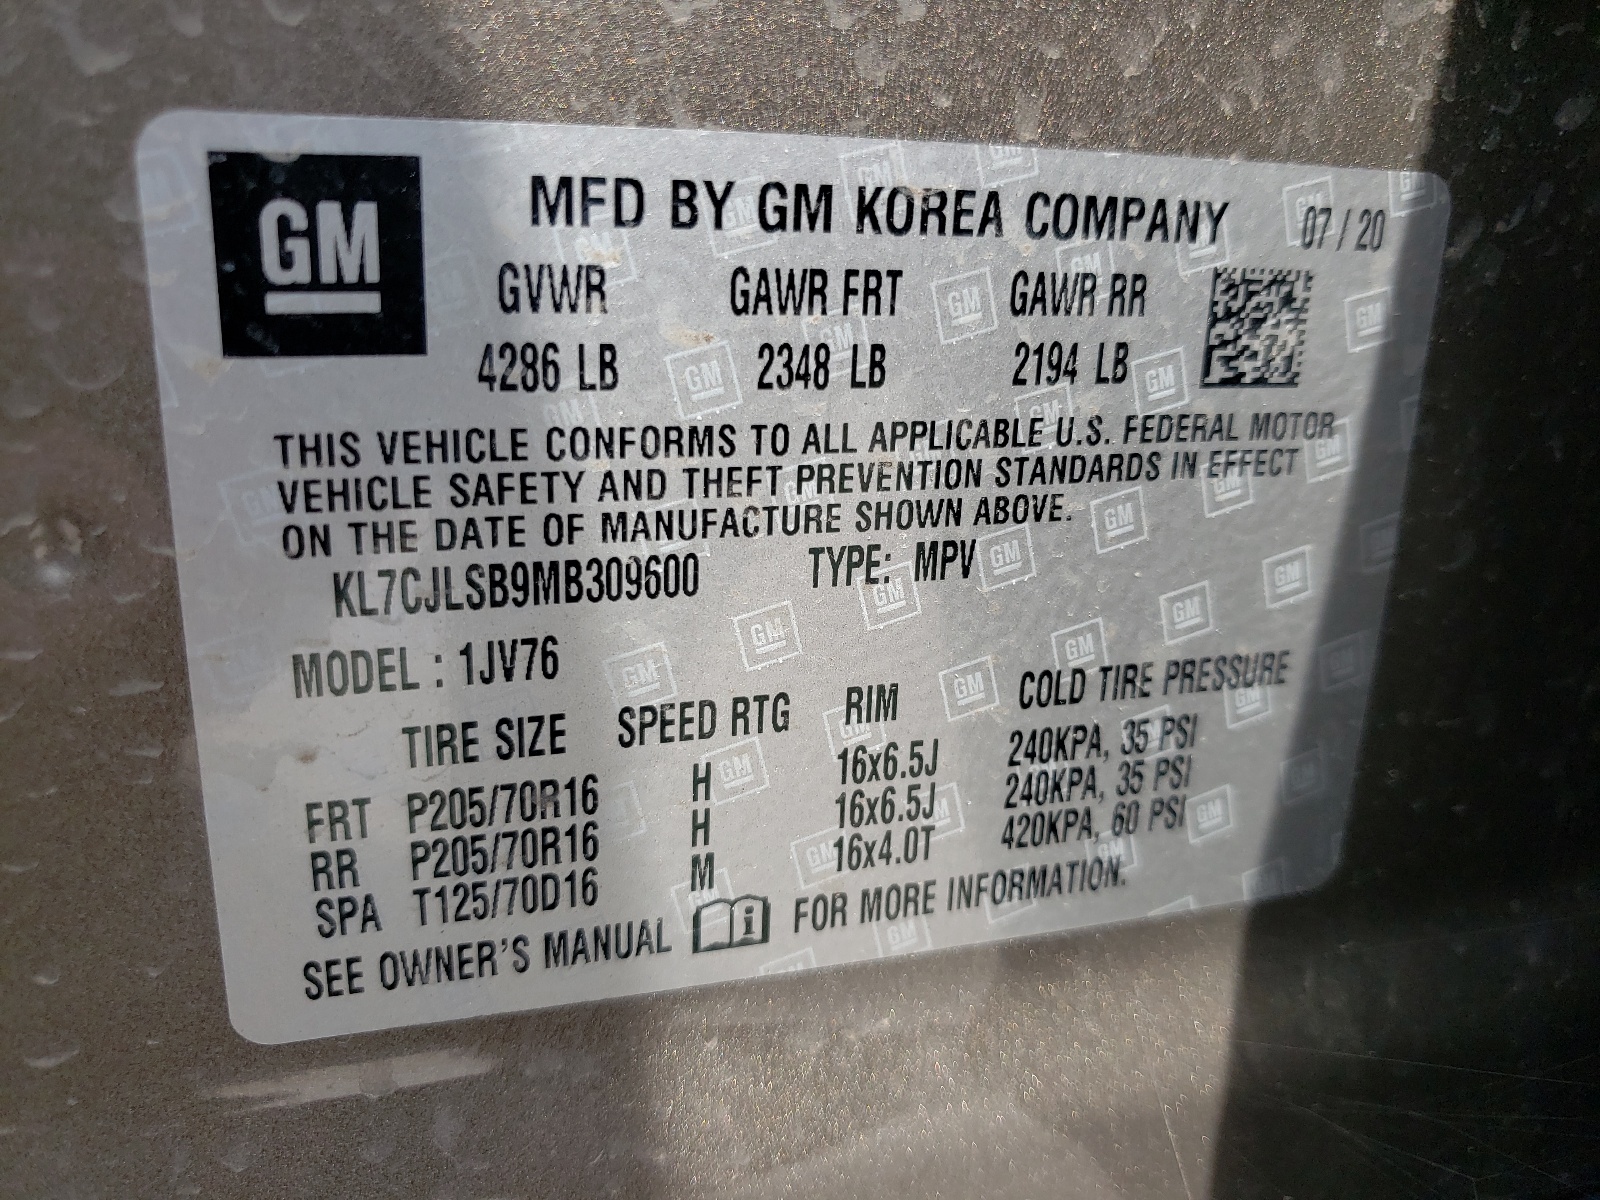 GM
MFD BY GM KOREA COMPANY 07/20
GVWR GAWR FRT GAWR RR
4286 LB 2348 LB 2194 LB
THIS VEHICLE CONFORMS TO ALL APPLICABLE U.S. FEDERAL MOTOR
VEHICLE SAFETY AND THEFT PREVENTION STANDARDS IN EFFECT
ON THE DATE OF MANUFACTURE SHOWN ABOVE.
KL7CJLSB9MB309600 TYPE: MPV
MODEL : 1JV76
TIRE SIZE SPEED RTG RIM COLD TIRE PRESSURE
FRT P205/70R16 H 16x6.5J 240KPA, 35 PSI
RR P205/70R16 H 16x6.5J 240KPA, 35 PSI
SPA T125/70D16 M 16x4.0T 420KPA, 60 PSI
SEE OWNER'S MANUAL i FOR MORE INFORMATION.